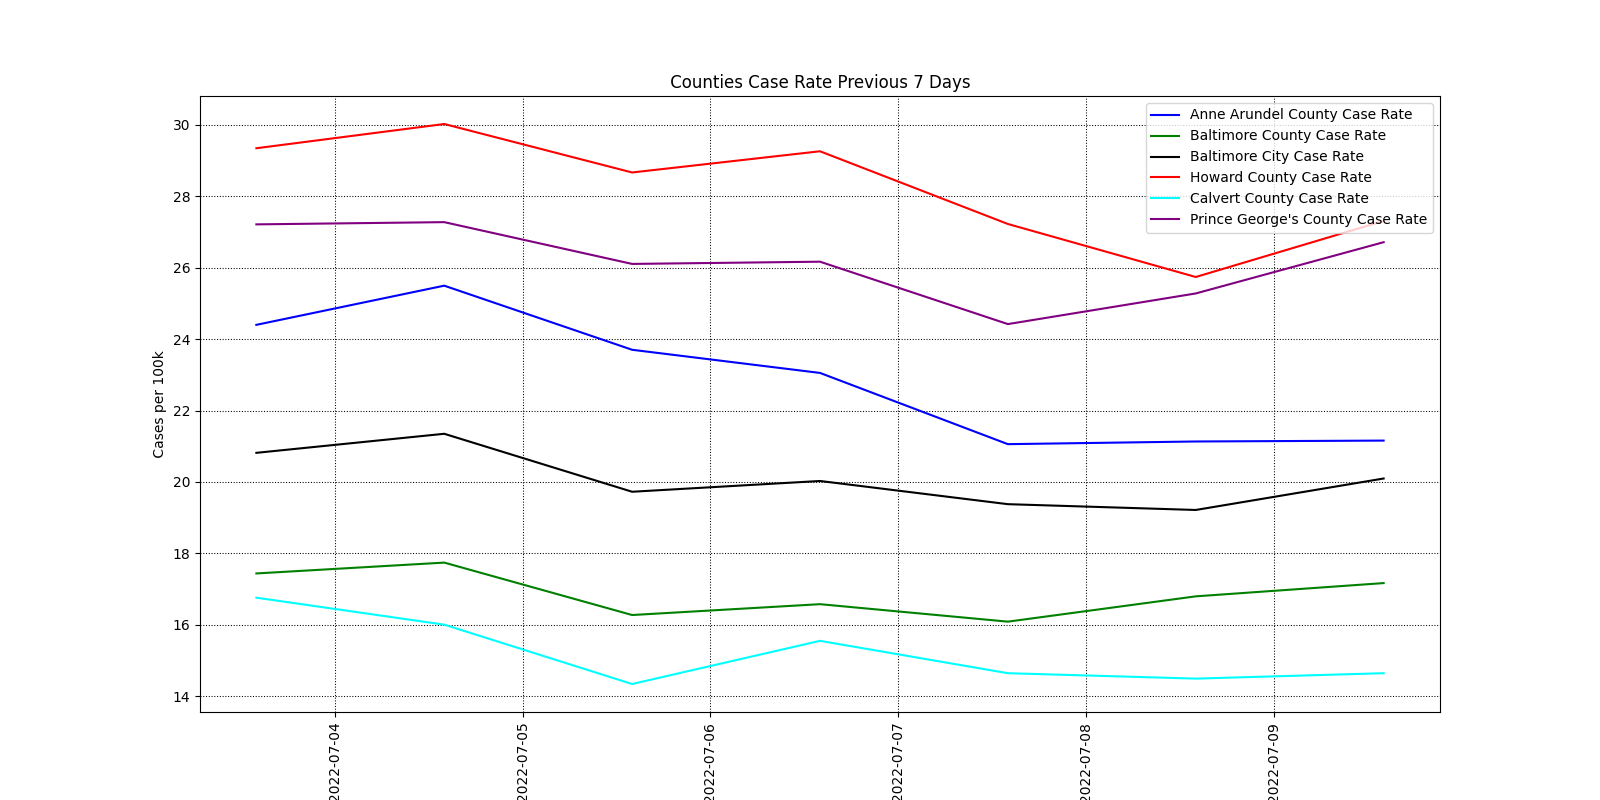 Counties Case Rate Previous 7 Days
Anne Arundel County Case Rate
Baltimore County Case Rate
Baltimore City Case Rate
Howard County Case Rate
Calvert County Case Rate
Prince George's County Case Rate
Cases per 100k
30
28
26
24
22
20
18
16
14
2022-07-04
2022-07-05
2022-07-06
2022-07-07
2022-07-08
2022-07-09